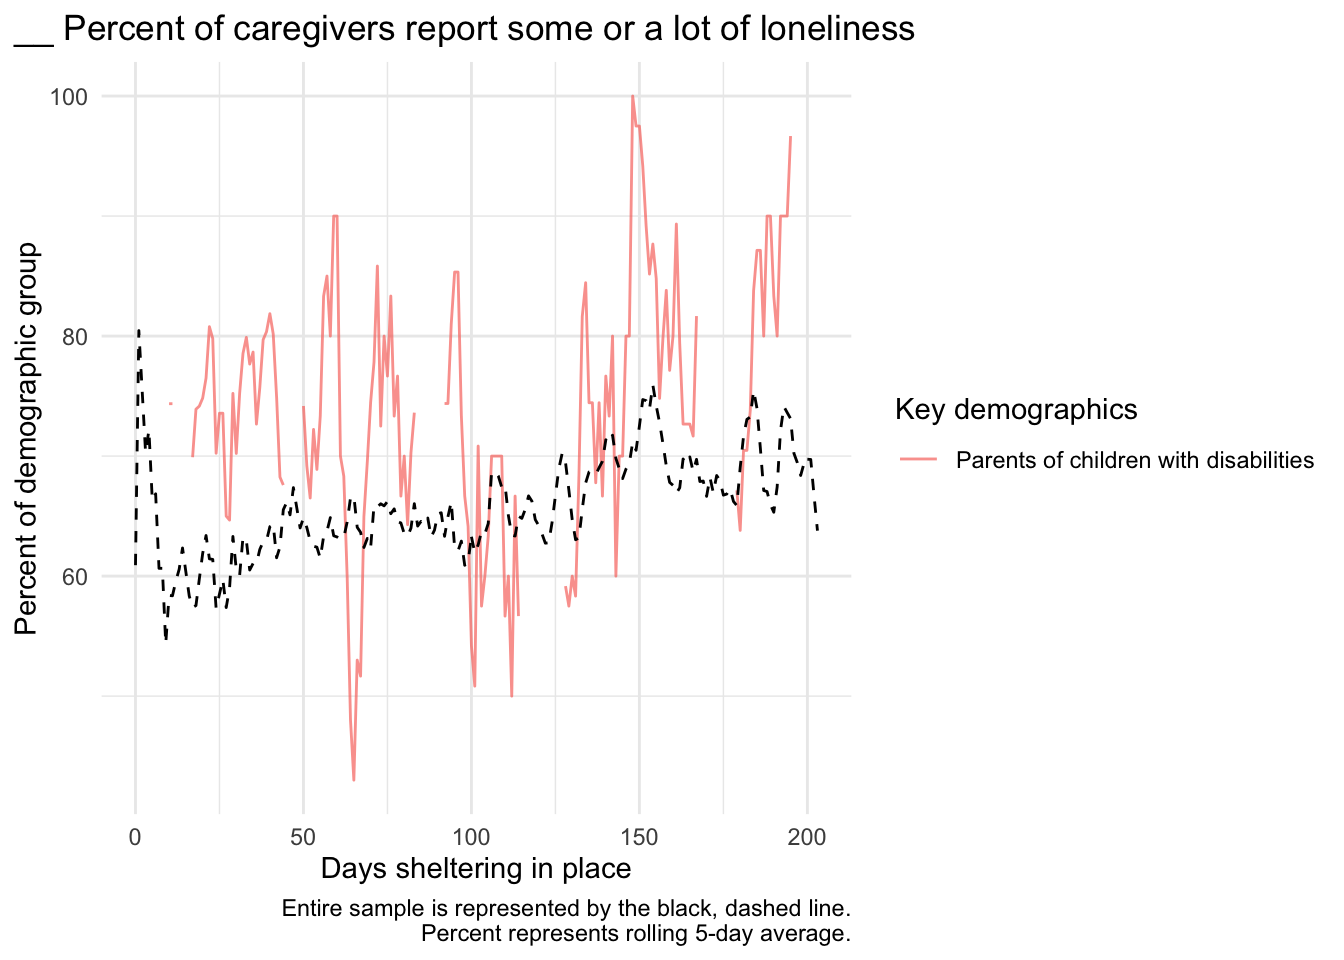 __ Percent of caregivers report some or a lot of loneliness
Percent of demographic group
100
80
60
0 50 100 150 200
Days sheltering in place
Key demographics
Parents of children with disabilities
Entire sample is represented by the black, dashed line.
Percent represents rolling 5-day average.